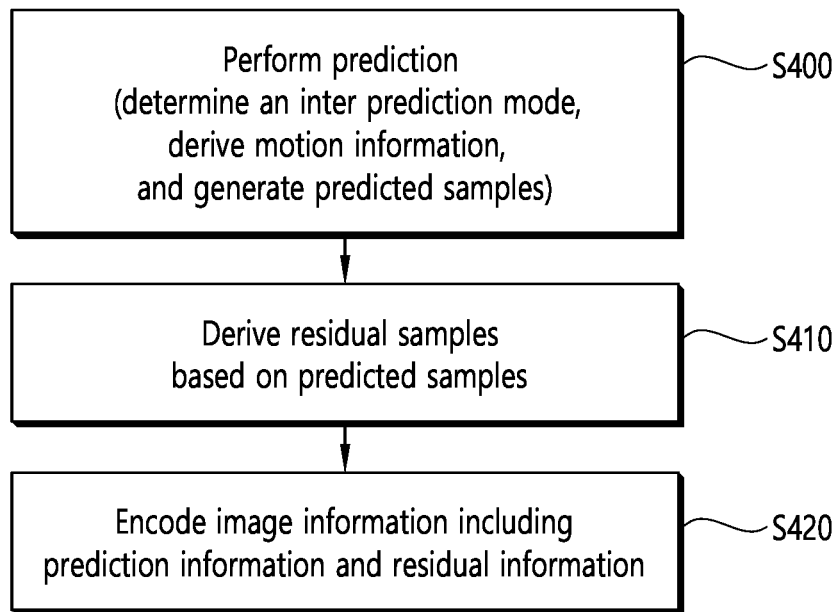 Perform prediction
(determine an inter prediction mode,
derive motion information,
and generate predicted samples)
S400
Derive residual samples
based on predicted samples
S410
Encode image information including
prediction information and residual information
S420